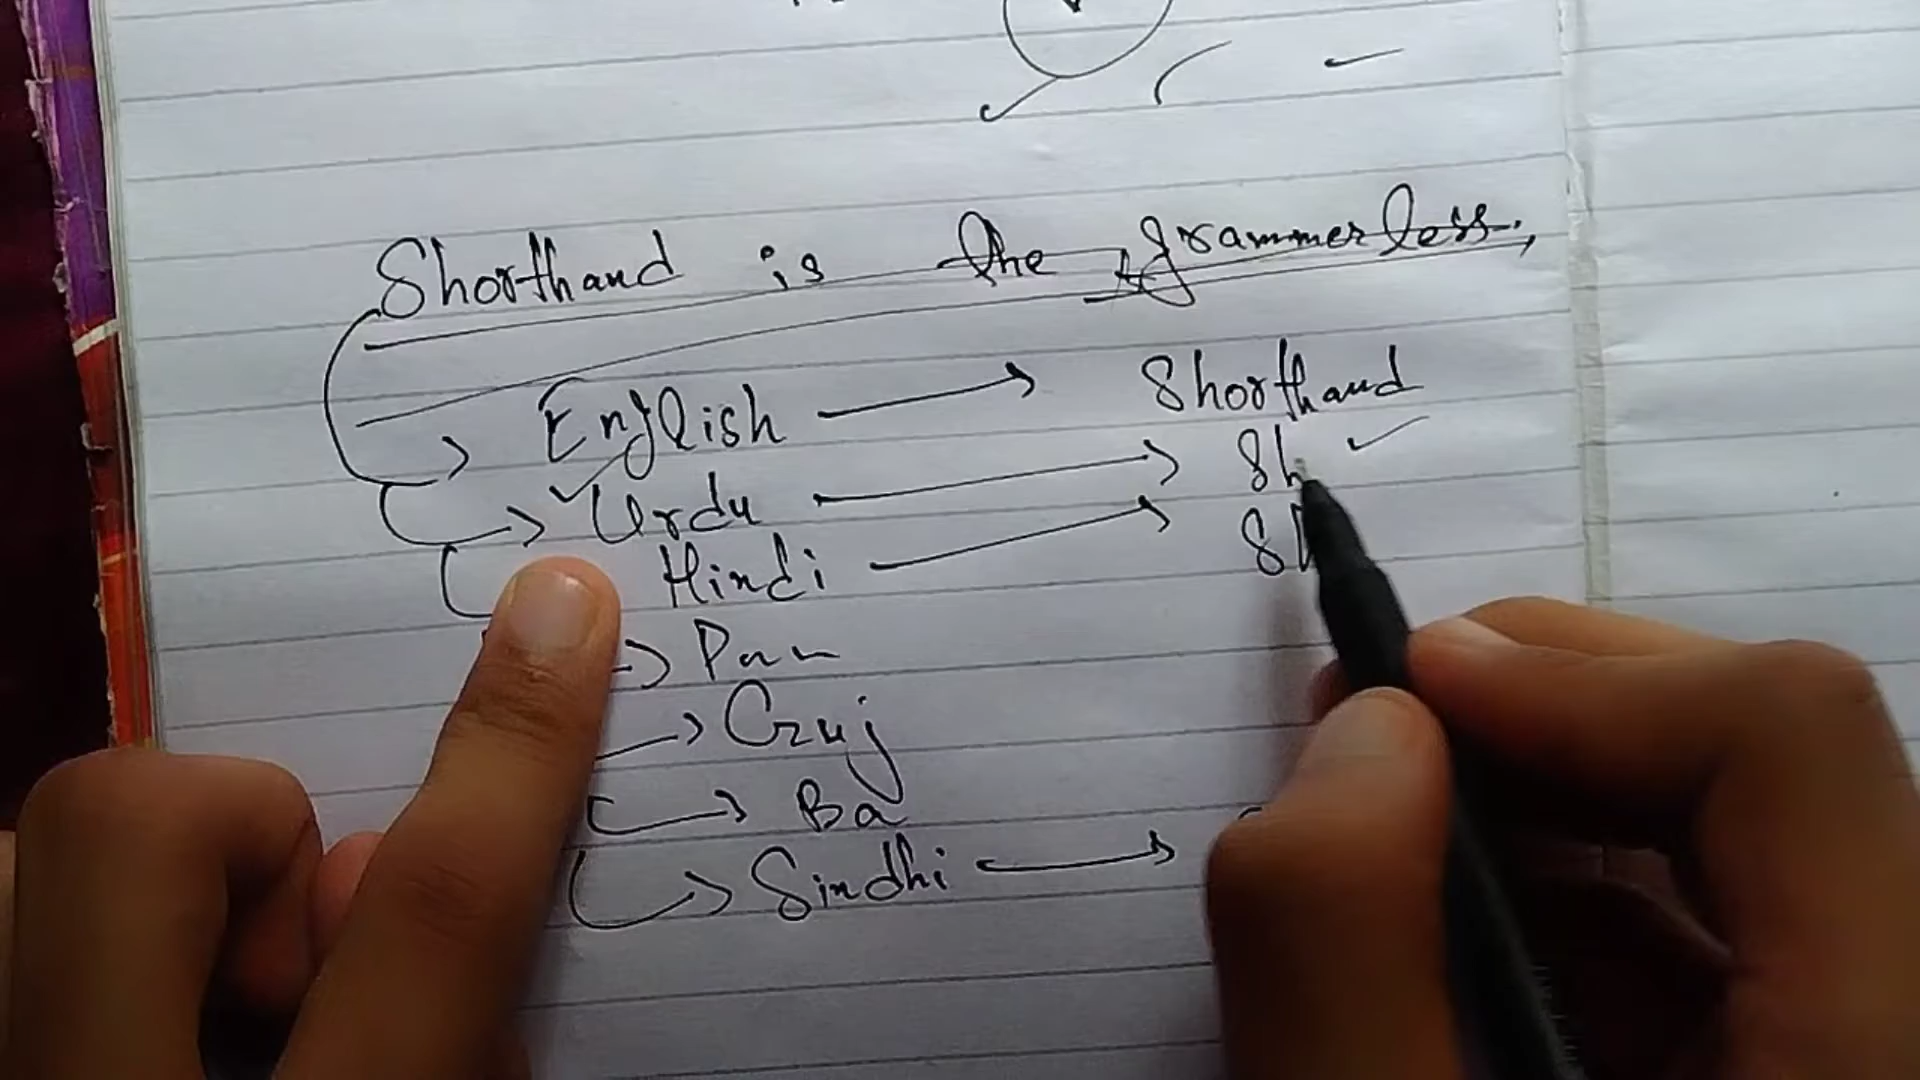 Shorthand is the grammerless,
English → Shorthand
Urdu → Sh
Hindi → Sh
Pun
Guj
Ba
Sindhi →